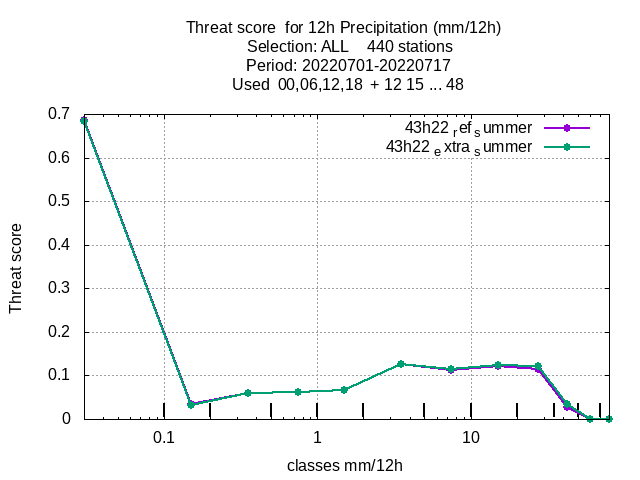 Threat score  for 12h Precipitation (mm/12h)
Selection: ALL    440 stations
Period: 20220701-20220717
Used  00,06,12,18  + 12 15 ... 48
43h22 ref summer
43h22 extra summer
0.7
0.6
0.5
0.4
0.3
0.2
0.1
0
Threat score
0.1
1
10
classes mm/12h